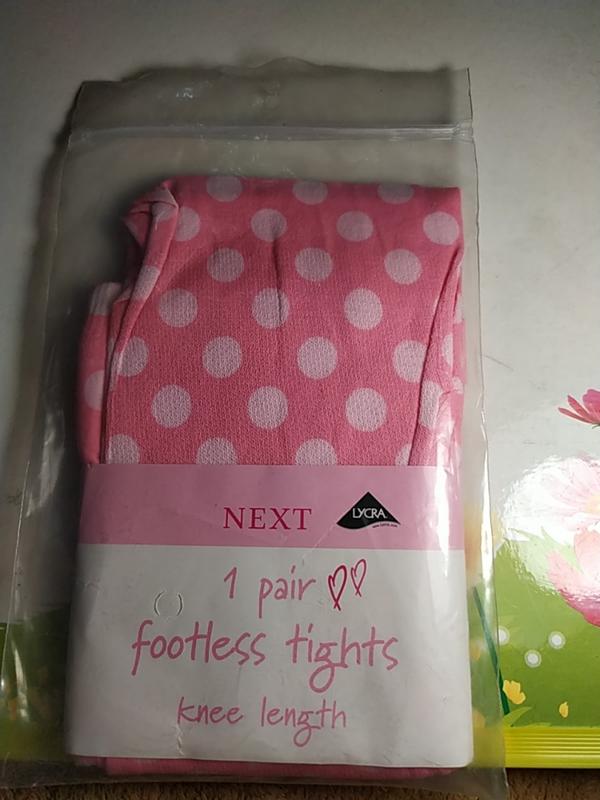 NEXT
LYCRA
1 pair
footless tights
knee length